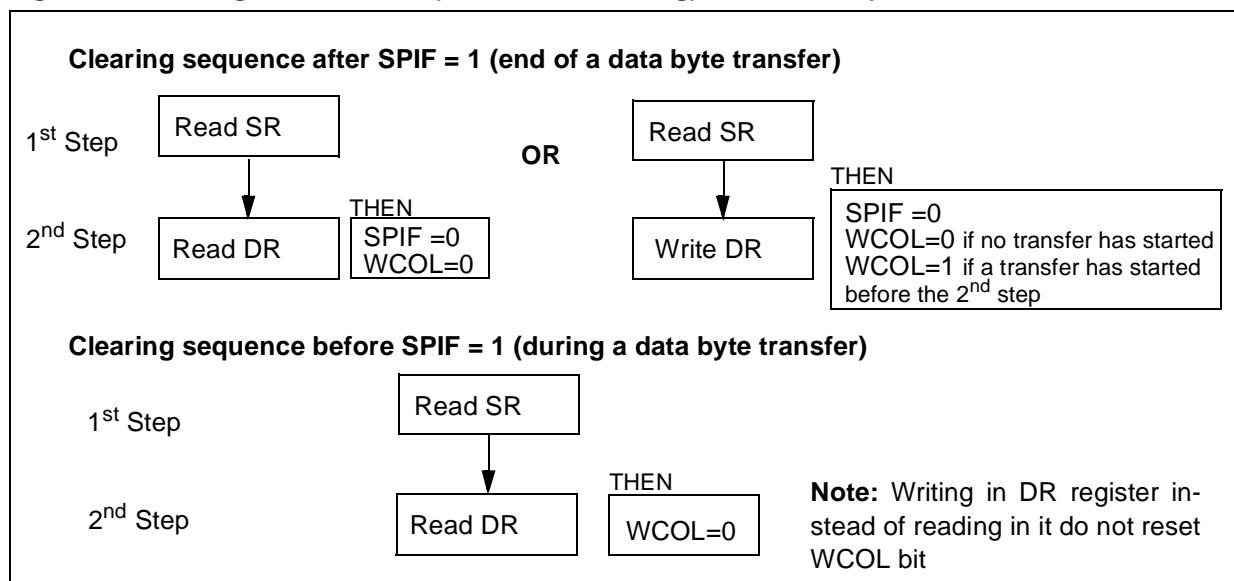 Clearing sequence after SPIF = 1 (end of a data byte transfer)
1st Step
Read SR
OR
Read SR
THEN
2nd Step
Read DR
THEN
SPIF =0
WCOL=0
Write DR
SPIF =0
WCOL=0 if no transfer has started
WCOL=1 if a transfer has started
before the 2nd step
Clearing sequence before SPIF = 1 (during a data byte transfer)
1st Step
Read SR
2nd Step
Read DR
THEN
WCOL=0
Note: Writing in DR register in-
stead of reading in it do not reset
WCOL bit